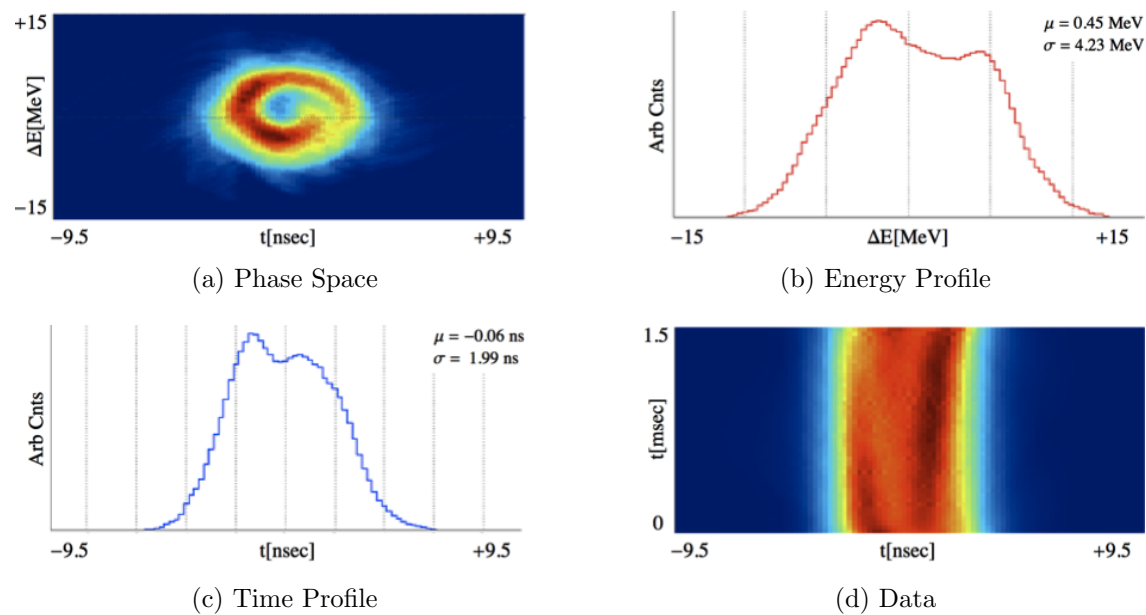 +15
ΔE[MeV]
−15
−9.5
t[nsec]
+9.5
(a) Phase Space
μ = 0.45 MeV
σ = 4.23 MeV
Arb Cnts
−15
ΔE[MeV]
+15
(b) Energy Profile
μ = −0.06 ns
σ = 1.99 ns
Arb Cnts
−9.5
t[nsec]
+9.5
(c) Time Profile
1.5
t[msec]
0
−9.5
t[nsec]
+9.5
(d) Data